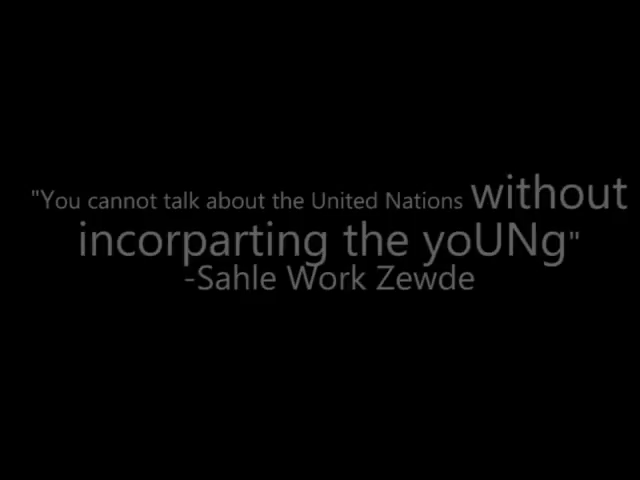 "You cannot talk about the United Nations without
incorparting the yoUNg"
-Sahle Work Zewde